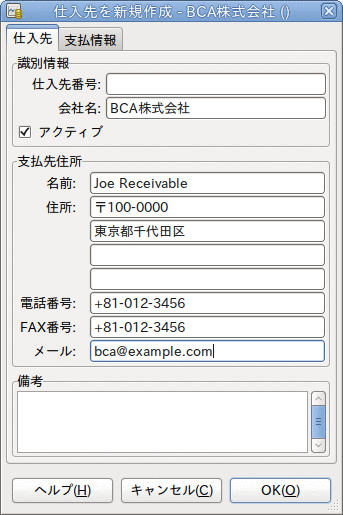 仕入先を新規作成 - BCA株式会社 ()
仕入先 支払情報
識別情報
仕入先番号:
会社名: BCA株式会社
アクティブ
支払先住所
名前: Joe Receivable
住所: 〒100-0000
東京都千代田区
電話番号: +81-012-3456
FAX番号: +81-012-3456
メール: bca@example.com
備考
ヘルプ(H) キャンセル(C) OK(O)